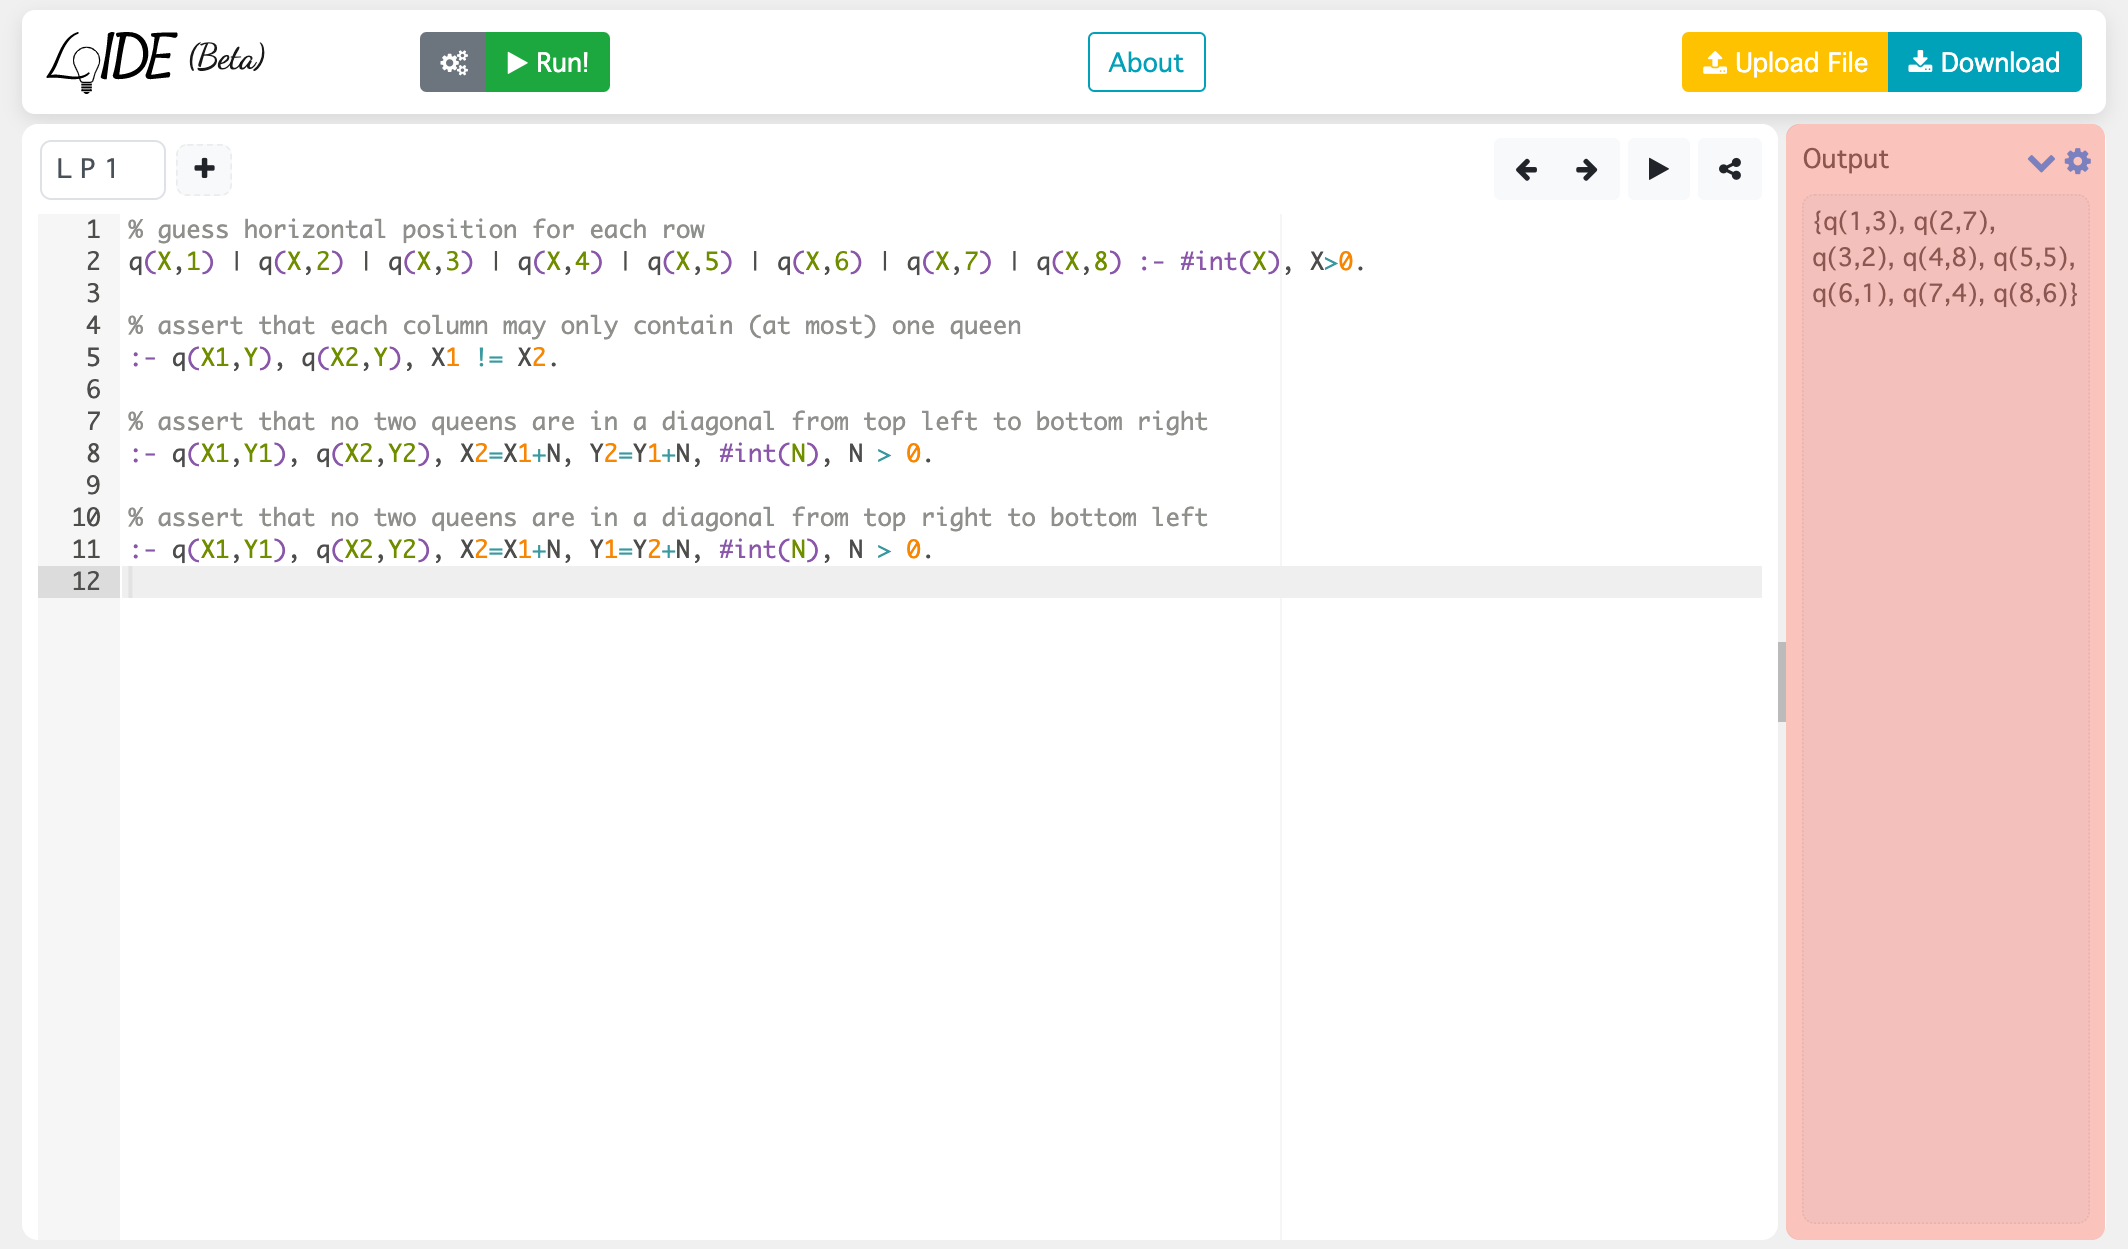 LoIDE (Beta)
Run!
About
Upload File
Download
L P 1
Output
1 % guess horizontal position for each row
2 q(X,1) | q(X,2) | q(X,3) | q(X,4) | q(X,5) | q(X,6) | q(X,7) | q(X,8) :- #int(X), X>0.
3
4 % assert that each column may only contain (at most) one queen
5 :- q(X1,Y), q(X2,Y), X1 != X2.
6
7 % assert that no two queens are in a diagonal from top left to bottom right
8 :- q(X1,Y1), q(X2,Y2), X2=X1+N, Y2=Y1+N, #int(N), N > 0.
9
10 % assert that no two queens are in a diagonal from top right to bottom left
11 :- q(X1,Y1), q(X2,Y2), X2=X1+N, Y1=Y2+N, #int(N), N > 0.
12
{q(1,3), q(2,7),
q(3,2), q(4,8), q(5,5),
q(6,1), q(7,4), q(8,6)}